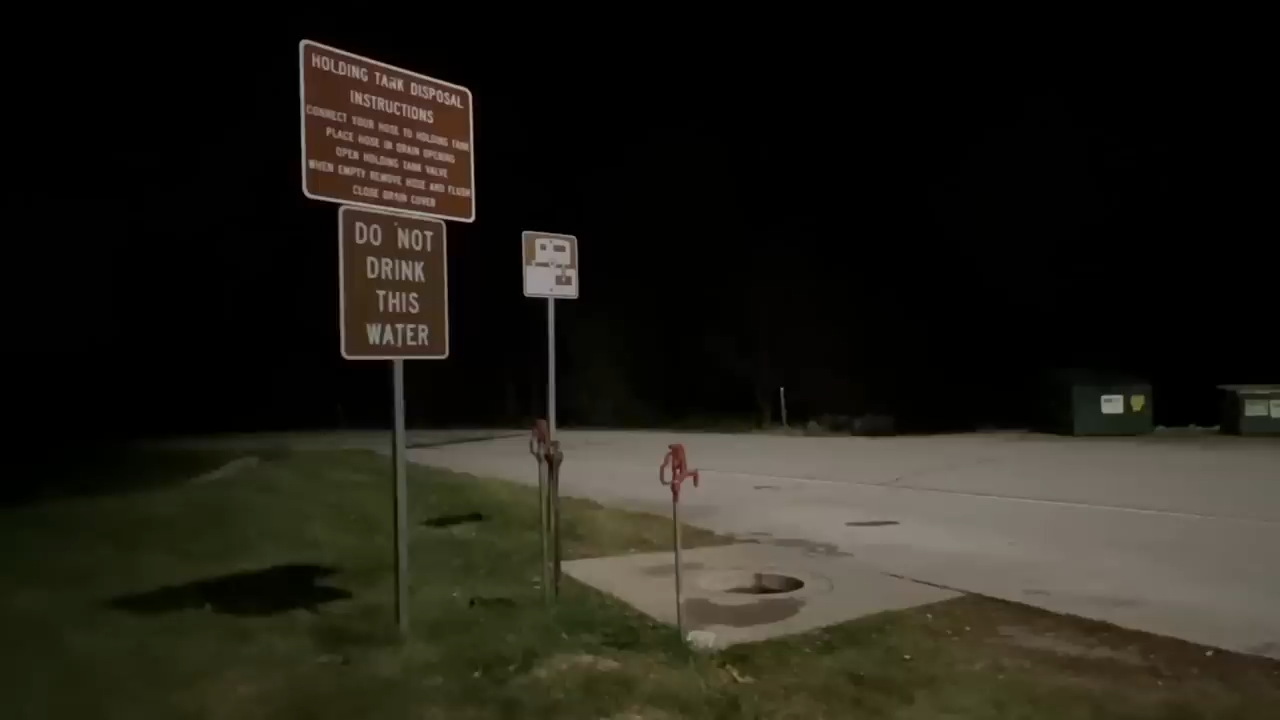 HOLDING TANK DISPOSAL
INSTRUCTIONS
CONNECT YOUR HOSE TO HOLDING TANK
PLACE HOSE IN DRAIN OPENING
OPEN HOLDING TANK VALVE
WHEN EMPTY REMOVE HOSE AND FLUSH
CLOSE DRAIN COVER
DO NOT
DRINK
THIS
WATER